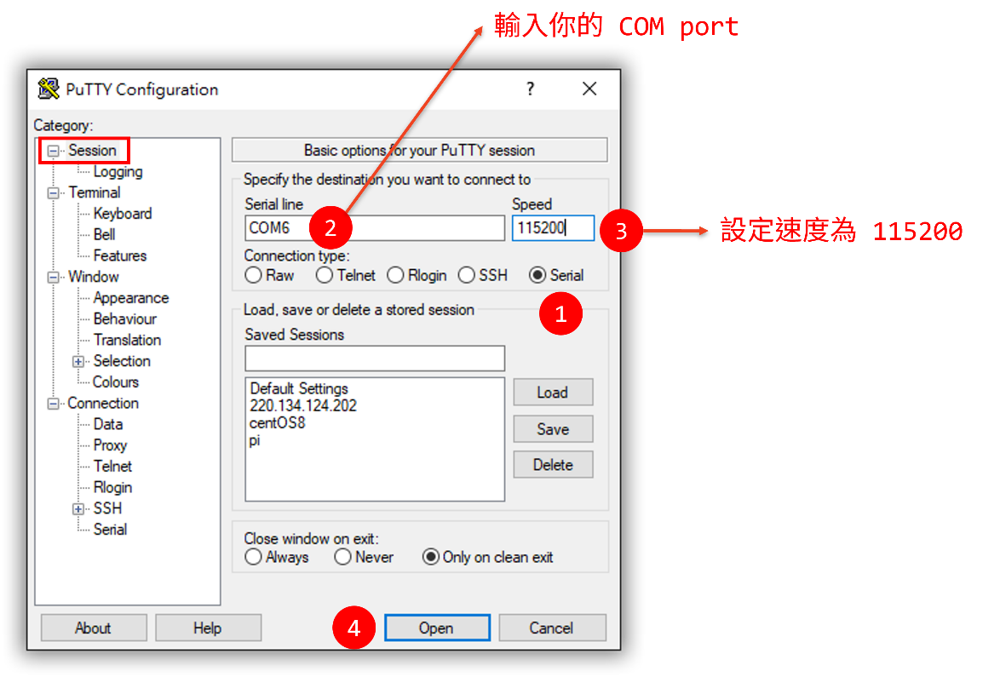 輸入你的 COM port
PuTTY Configuration
?
Category:
Session
Logging
Terminal
Keyboard
Bell
Features
Window
Appearance
Behaviour
Translation
Selection
Colours
Connection
Data
Proxy
Telnet
Rlogin
SSH
Serial
Basic options for your PuTTY session
Specify the destination you want to connect to
Serial line
Speed
COM6
2
115200
3
設定速度為 115200
Connection type:
Raw
Telnet
Rlogin
SSH
Serial
1
Load, save or delete a stored session
Saved Sessions
Default Settings
220.134.124.202
centOS8
pi
Load
Save
Delete
Close window on exit:
Always
Never
Only on clean exit
About
Help
4
Open
Cancel